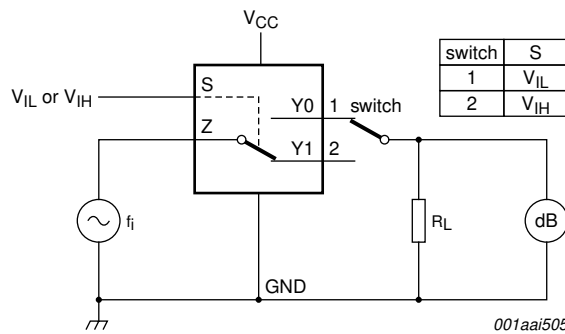 VCC
switch S
1 VIL
2 VIH
VIL or VIH
S
Z
Y0 1 switch
Y1 2
fi
RL
dB
GND
001aai505